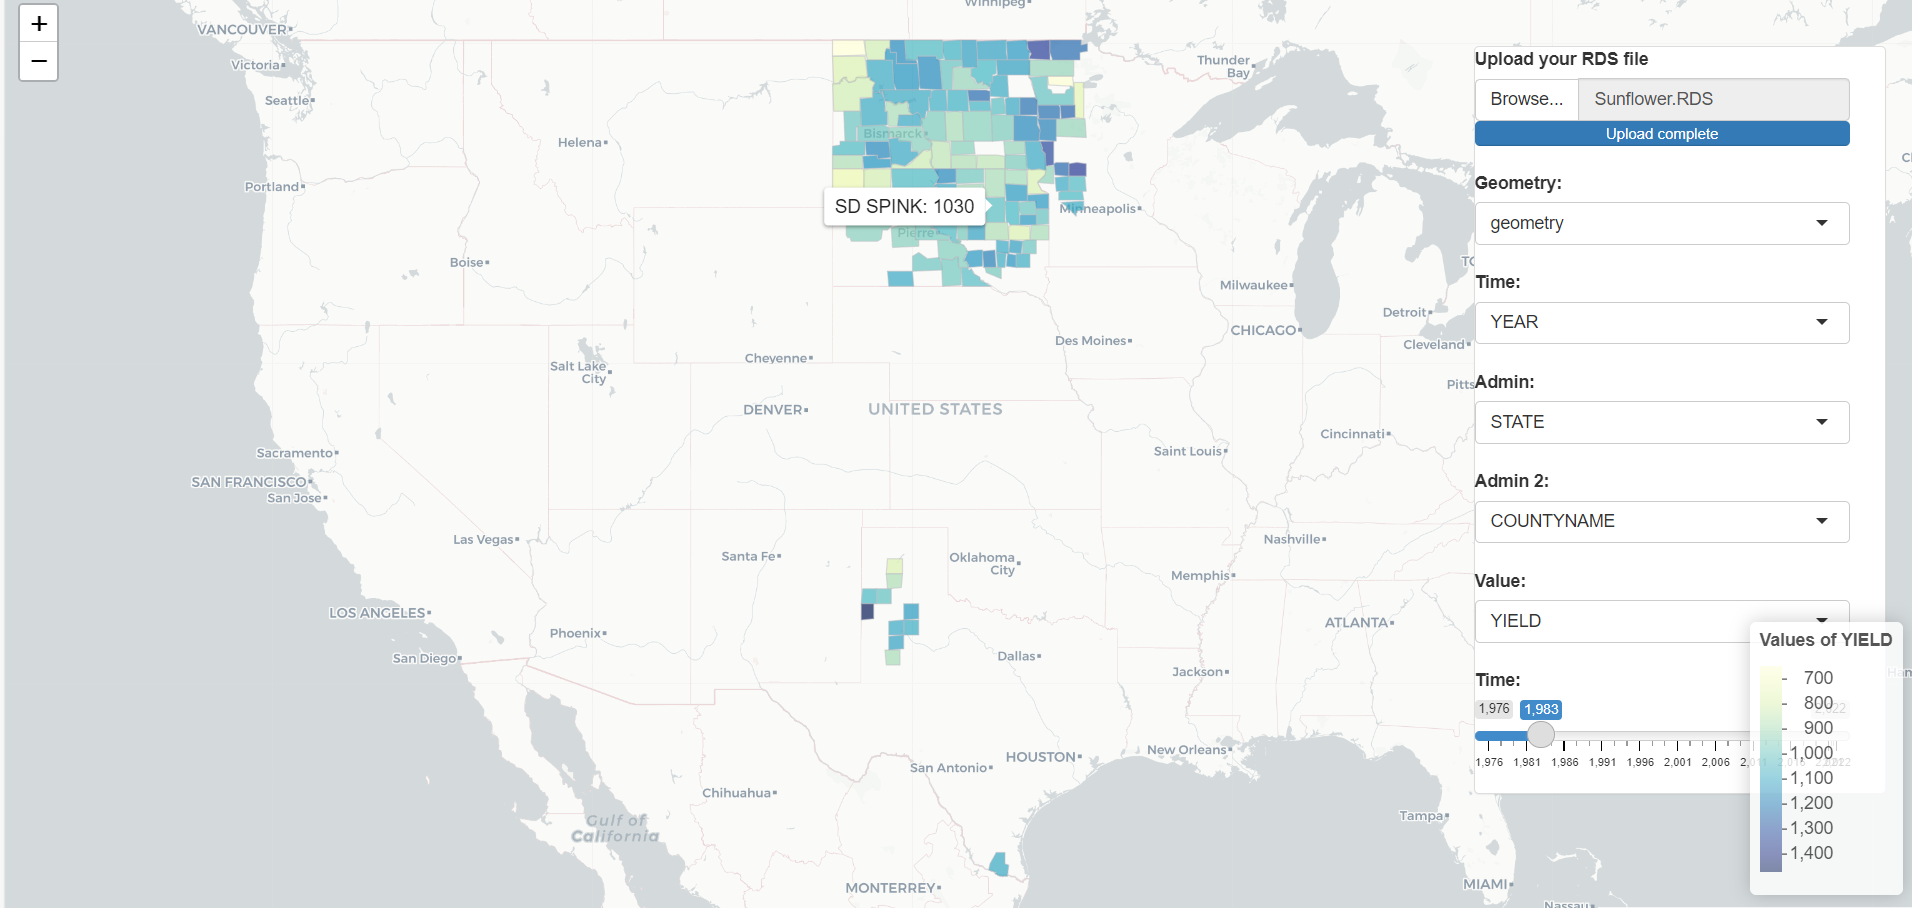 +
−
Winnipeg
VANCOUVER
Victoria
Seattle
Thunder
Bay
Helena
Bismarck
Portland
SD SPINK: 1030
Minneapolis
Pierre
Boise
Milwaukee
Detroit
CHICAGO
Des Moines
Cleveland
Cheyenne
Salt Lake
City
Pitts
DENVER
UNITED STATES
Cincinnati
Saint Louis
Sacramento
SAN FRANCISCO
San Jose
Las Vegas
Nashville
Santa Fe
Oklahoma
City
Memphis
LOS ANGELES
Phoenix
ATLANTA
San Diego
Dallas
Jackson
New Orleans
HOUSTON
San Antonio
Chihuahua
Gulf of
California
Tampa
MONTERREY
MIAMI
Nassau
Upload your RDS file
Browse...
Sunflower.RDS
Upload complete
Geometry:
geometry
Time:
YEAR
Admin:
STATE
Admin 2:
COUNTYNAME
Value:
YIELD
Time:
1,976 1,983 2,022
1,976 1,981 1,986 1,991 1,996 2,001 2,006 2,011 2,016
Values of YIELD
700
800
900
1,000
1,100
1,200
1,300
1,400